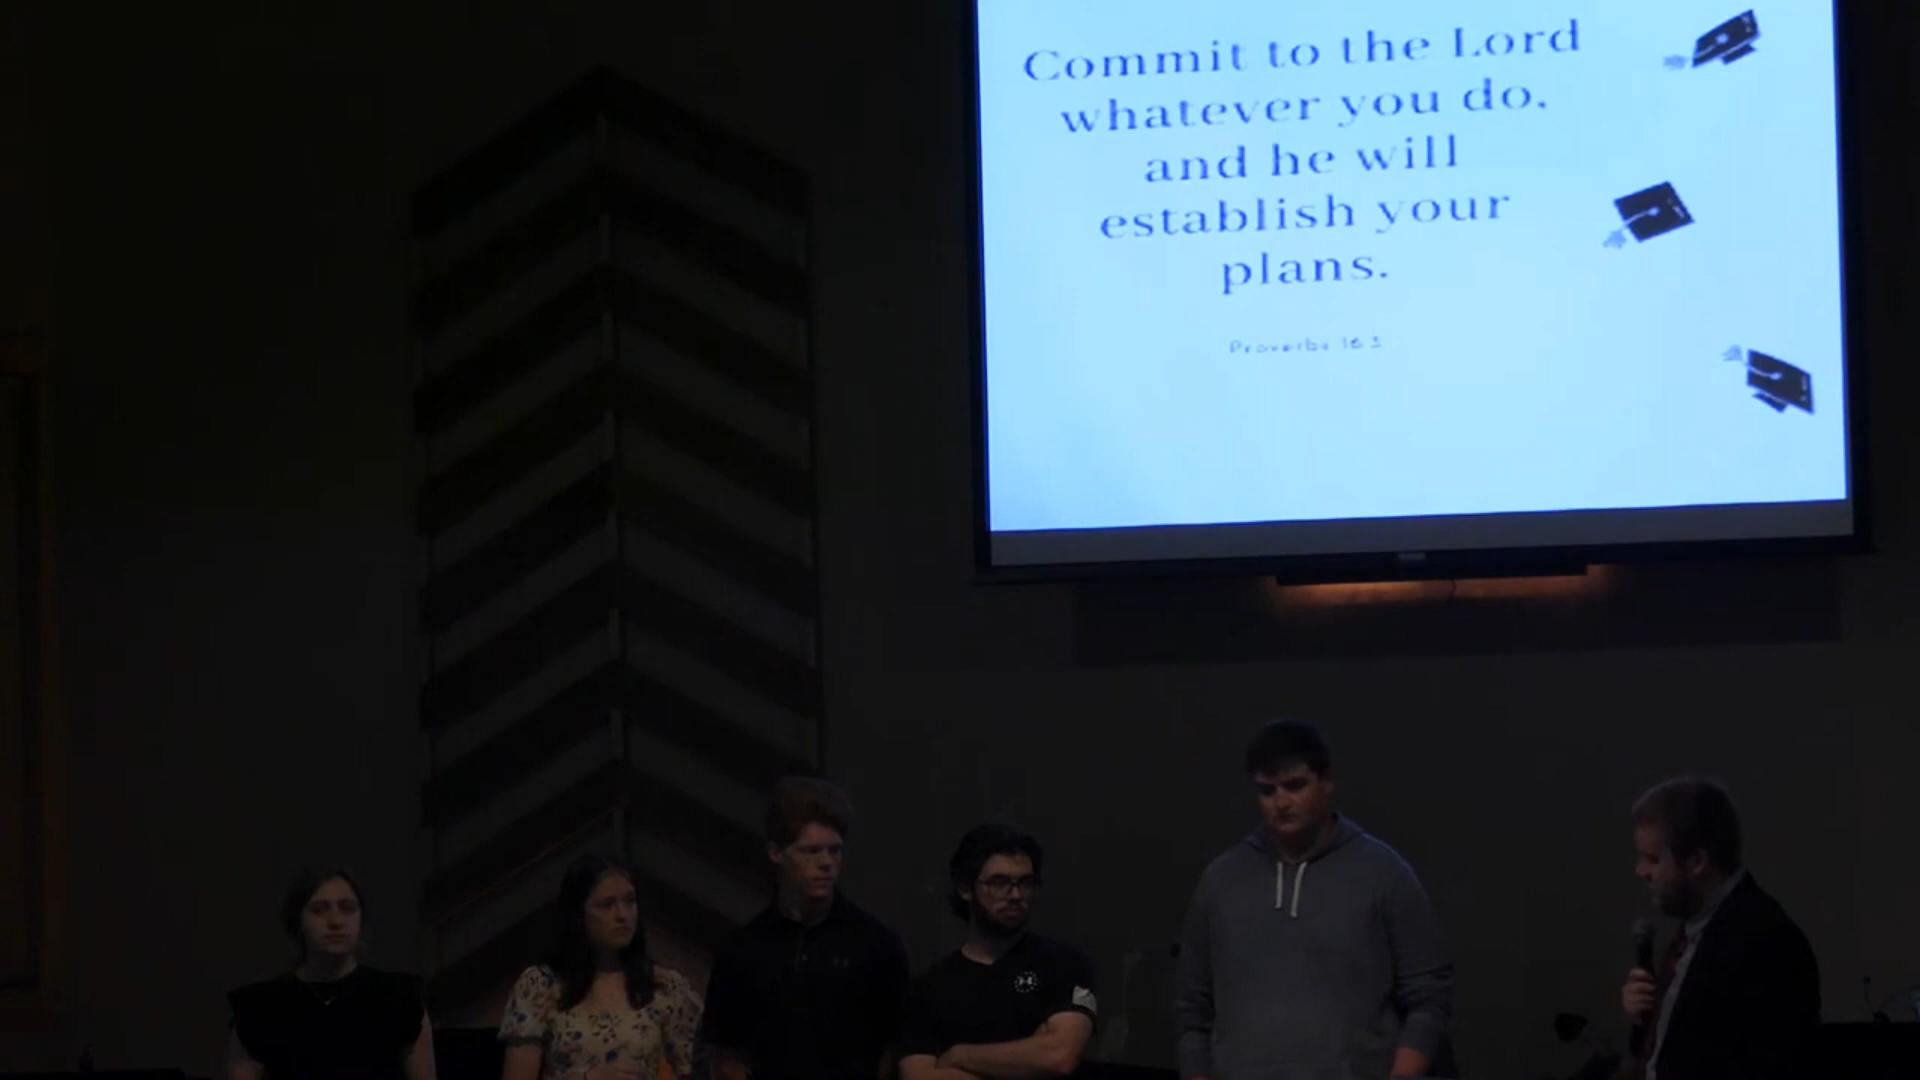 Commit to the Lord
whatever you do,
and he will
establish your
plans.
Proverbs 16:3